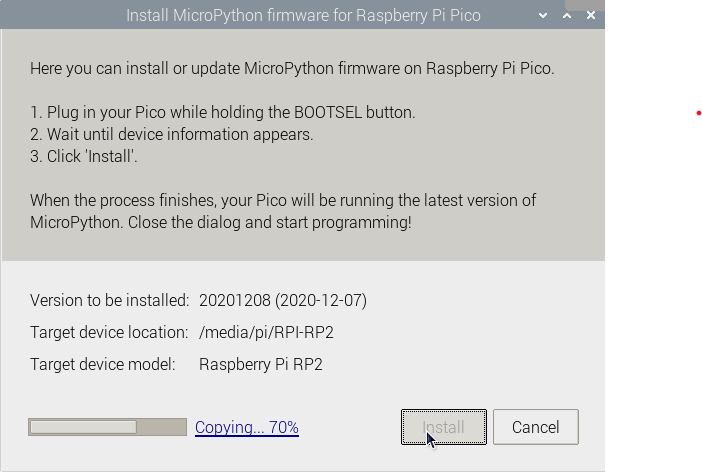 Install MicroPython firmware for Raspberry Pi Pico
Here you can install or update MicroPython firmware on Raspberry Pi Pico.
1. Plug in your Pico while holding the BOOTSEL button.
2. Wait until device information appears.
3. Click 'Install'.
When the process finishes, your Pico will be running the latest version of
MicroPython. Close the dialog and start programming!
Version to be installed: 20201208 (2020-12-07)
Target device location: /media/pi/RPI-RP2
Target device model: Raspberry Pi RP2
Copying... 70% Install Cancel